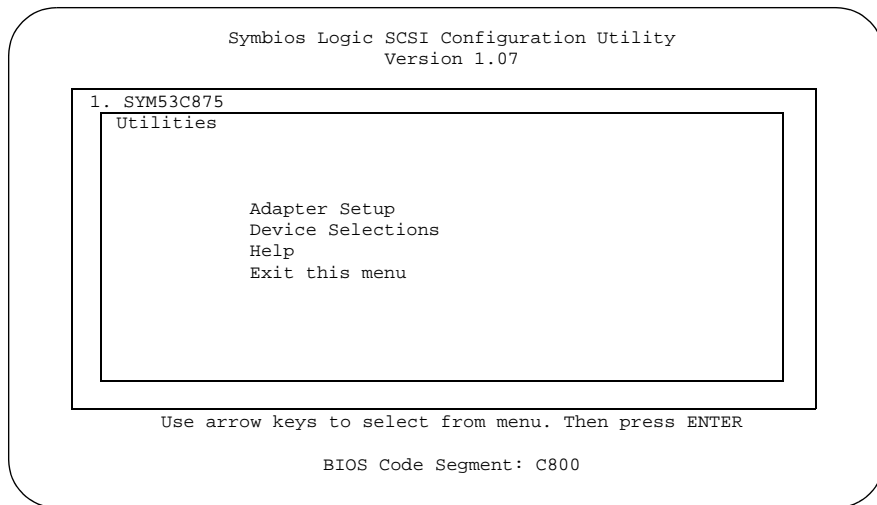 Symbios Logic SCSI Configuration Utility
Version 1.07
1. SYM53C875
Utilities
Adapter Setup
Device Selections
Help
Exit this menu
Use arrow keys to select from menu. Then press ENTER
BIOS Code Segment: C800